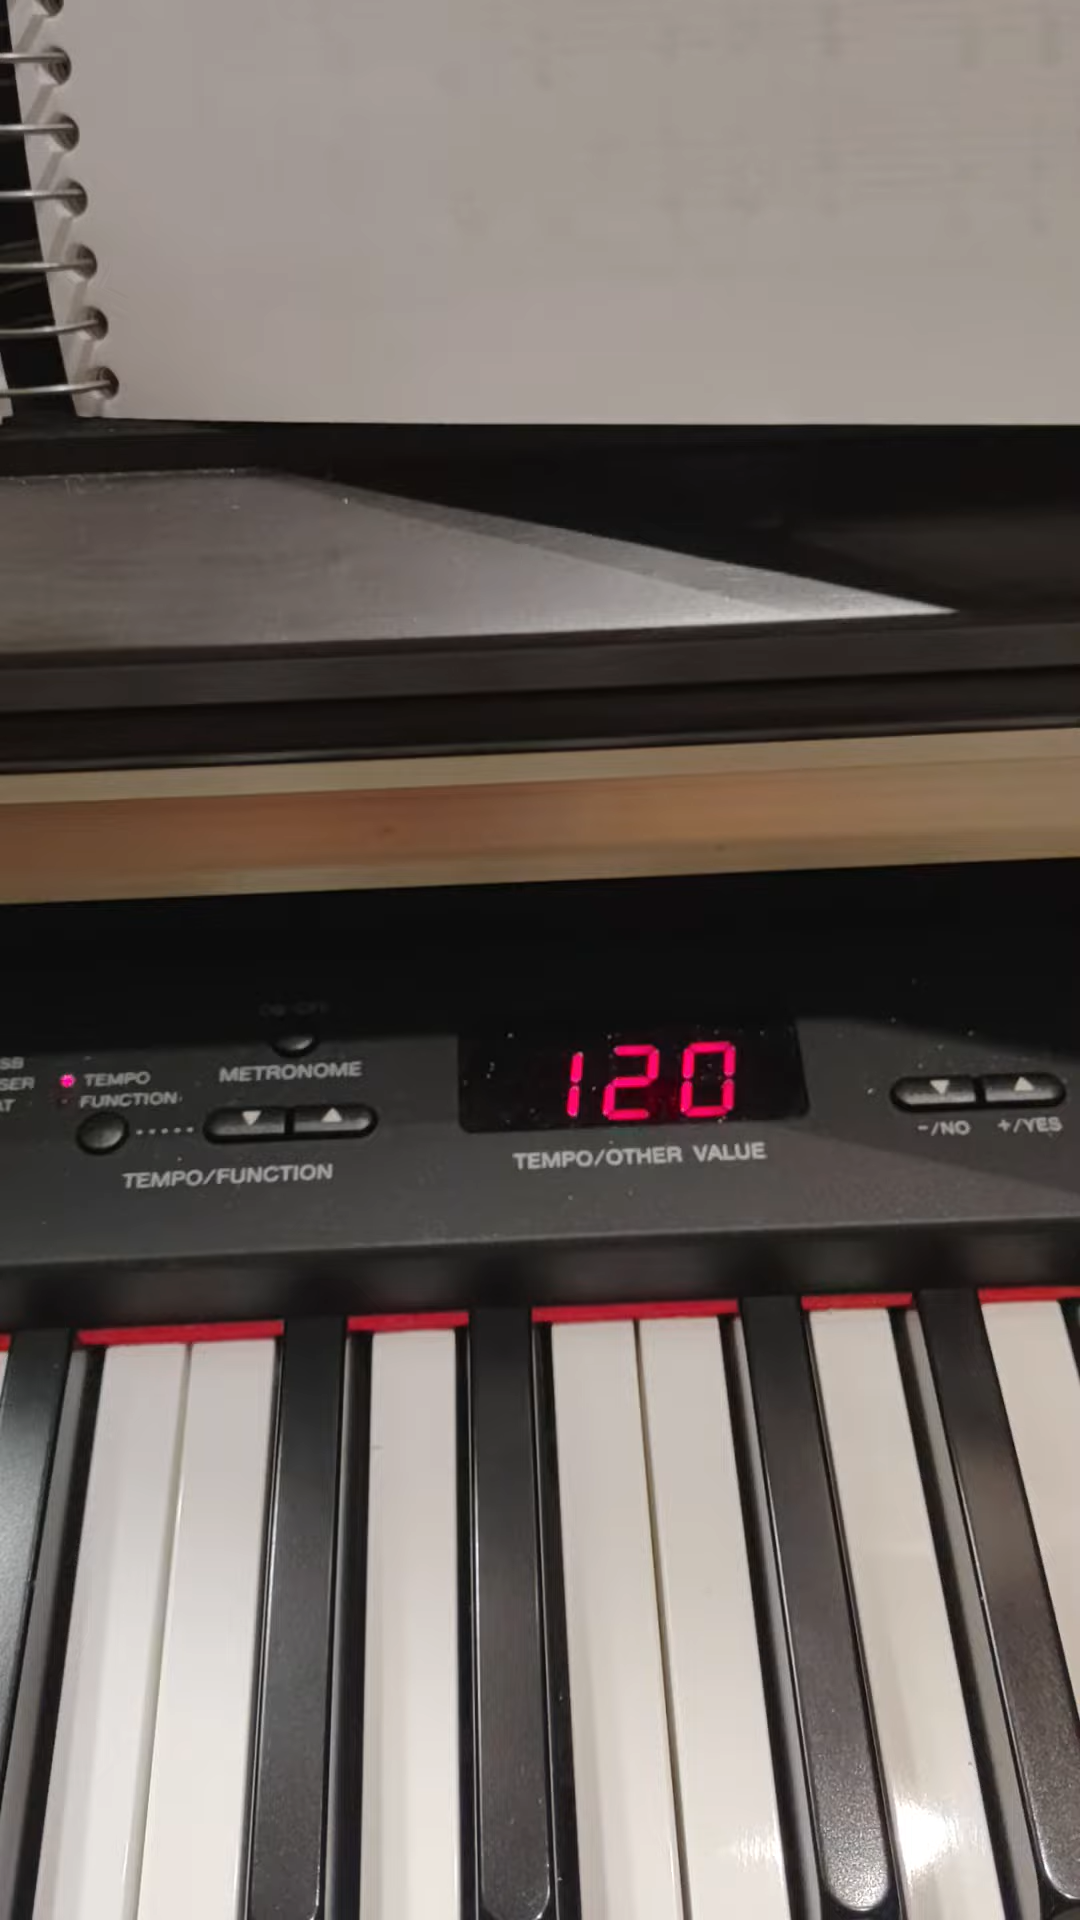 METRONOME
TEMPO
FUNCTION
TEMPO/FUNCTION
120
TEMPO/OTHER VALUE
-/NO
+/YES